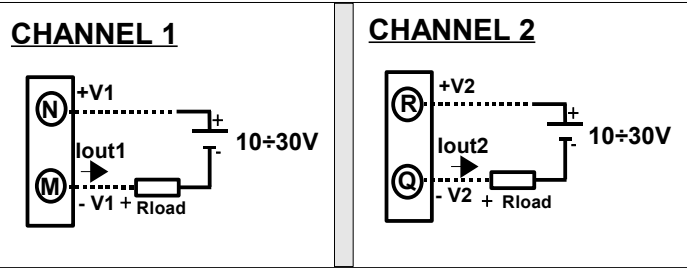 CHANNEL 1
N
+V1
+
-
10÷30V
Iout1
M
- V1 + Rload
CHANNEL 2
R
+V2
+
-
10÷30V
Iout2
Q
- V2 + Rload